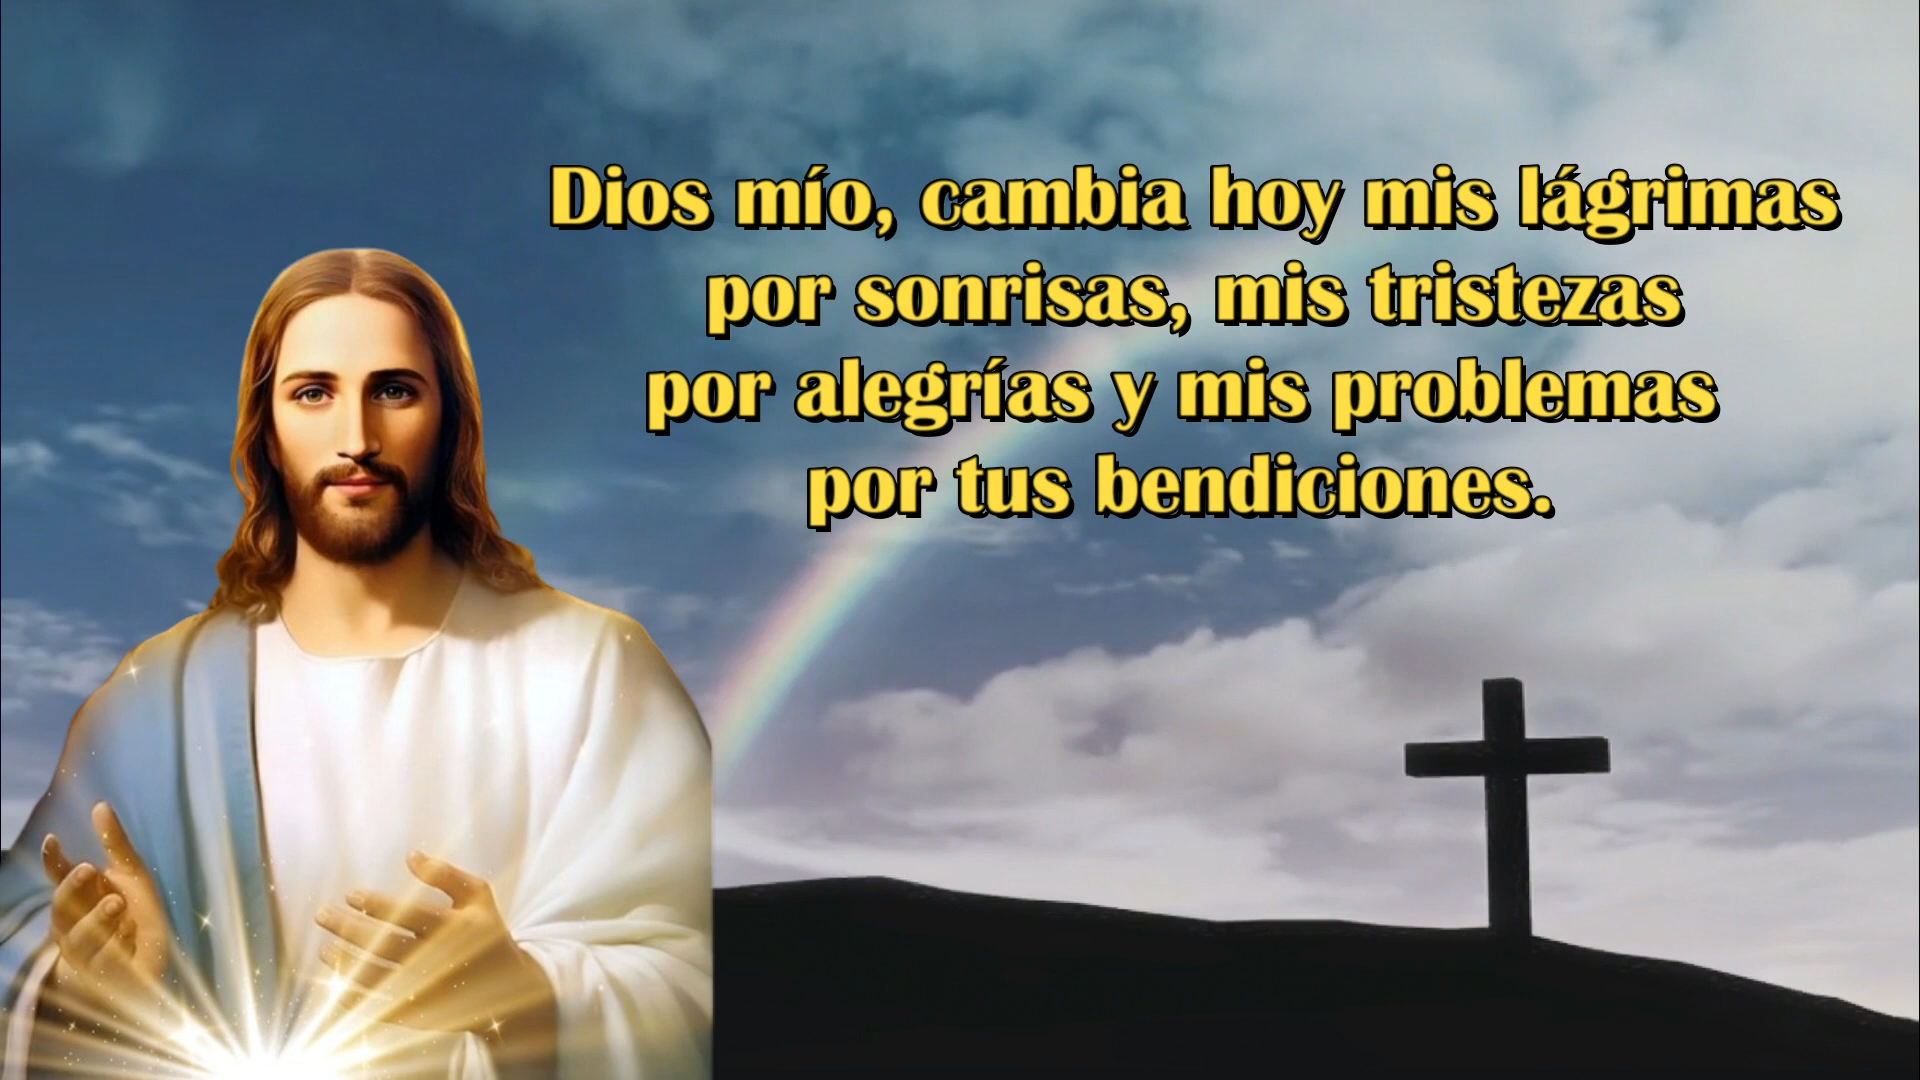 Dios mío, cambia hoy mis lágrimas
por sonrisas, mis tristezas
por alegrías y mis problemas
por tus bendiciones.